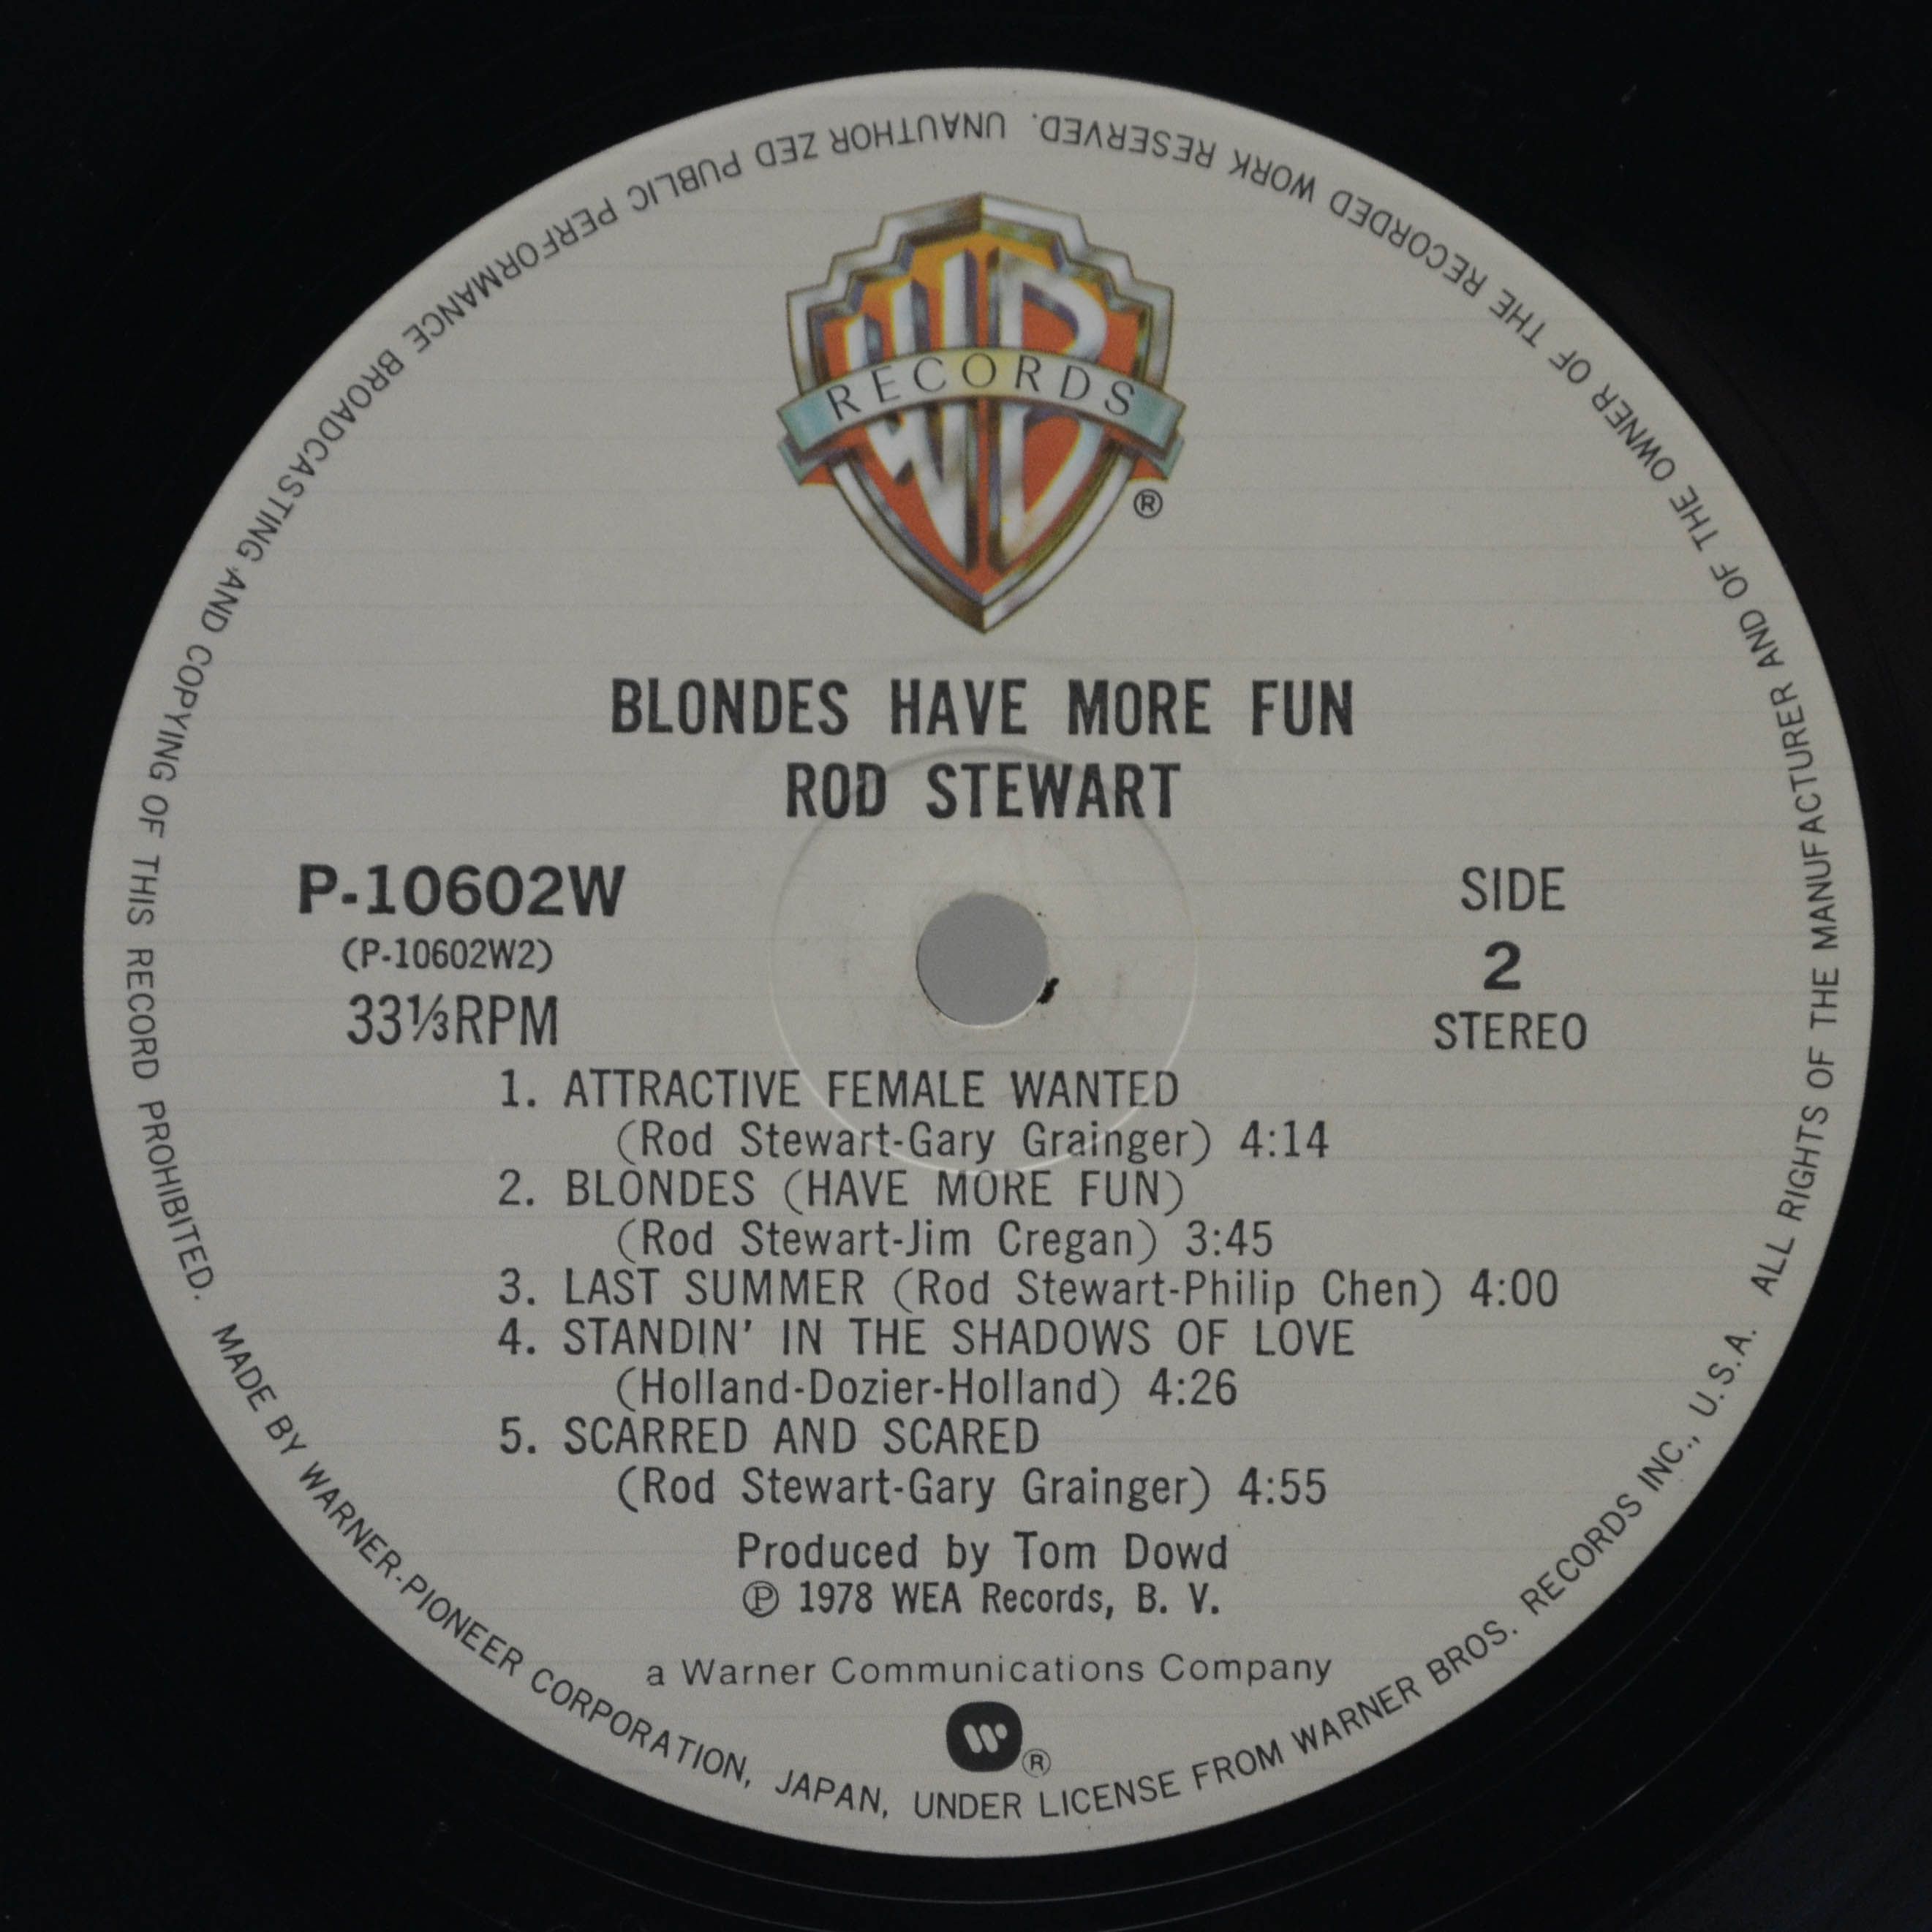 WB
RECORDS
®
BLONDES HAVE MORE FUN
ROD STEWART
P-10602W
(P-10602W2)
33⅓RPM
SIDE
2
STEREO
1. ATTRACTIVE FEMALE WANTED
(Rod Stewart-Gary Grainger) 4:14
2. BLONDES (HAVE MORE FUN)
(Rod Stewart-Jim Cregan) 3:45
3. LAST SUMMER (Rod Stewart-Philip Chen) 4:00
4. STANDIN' IN THE SHADOWS OF LOVE
(Holland-Dozier-Holland) 4:26
5. SCARRED AND SCARED
(Rod Stewart-Gary Grainger) 4:55
Produced by Tom Dowd
℗ 1978 WEA Records, B. V.
a Warner Communications Company
W®
MADE BY WARNER-PIONEER CORPORATION, JAPAN, UNDER LICENSE FROM WARNER BROS. RECORDS INC., U.S.A. ALL RIGHTS OF THE MANUFACTURER AND OF THE OWNER OF THE RECORDED WORK RESERVED. UNAUTHOR ZED PUBLIC PERFORMANCE BROADCASTING AND COPYING OF THIS RECORD PROHIBITED.